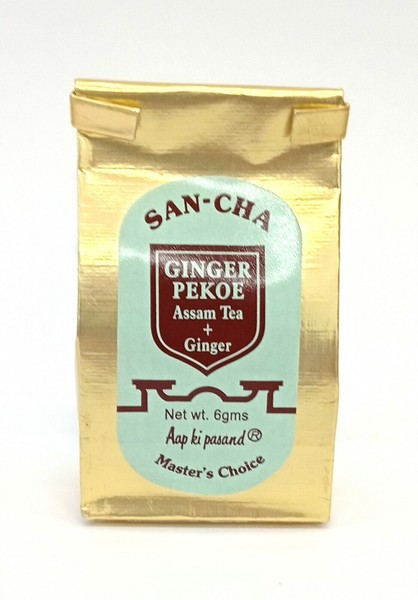 SAN-CHA
GINGER
PEKOE
Assam Tea
+
Ginger
Net wt. 6gms
Aap ki pasand®
Master's Choice